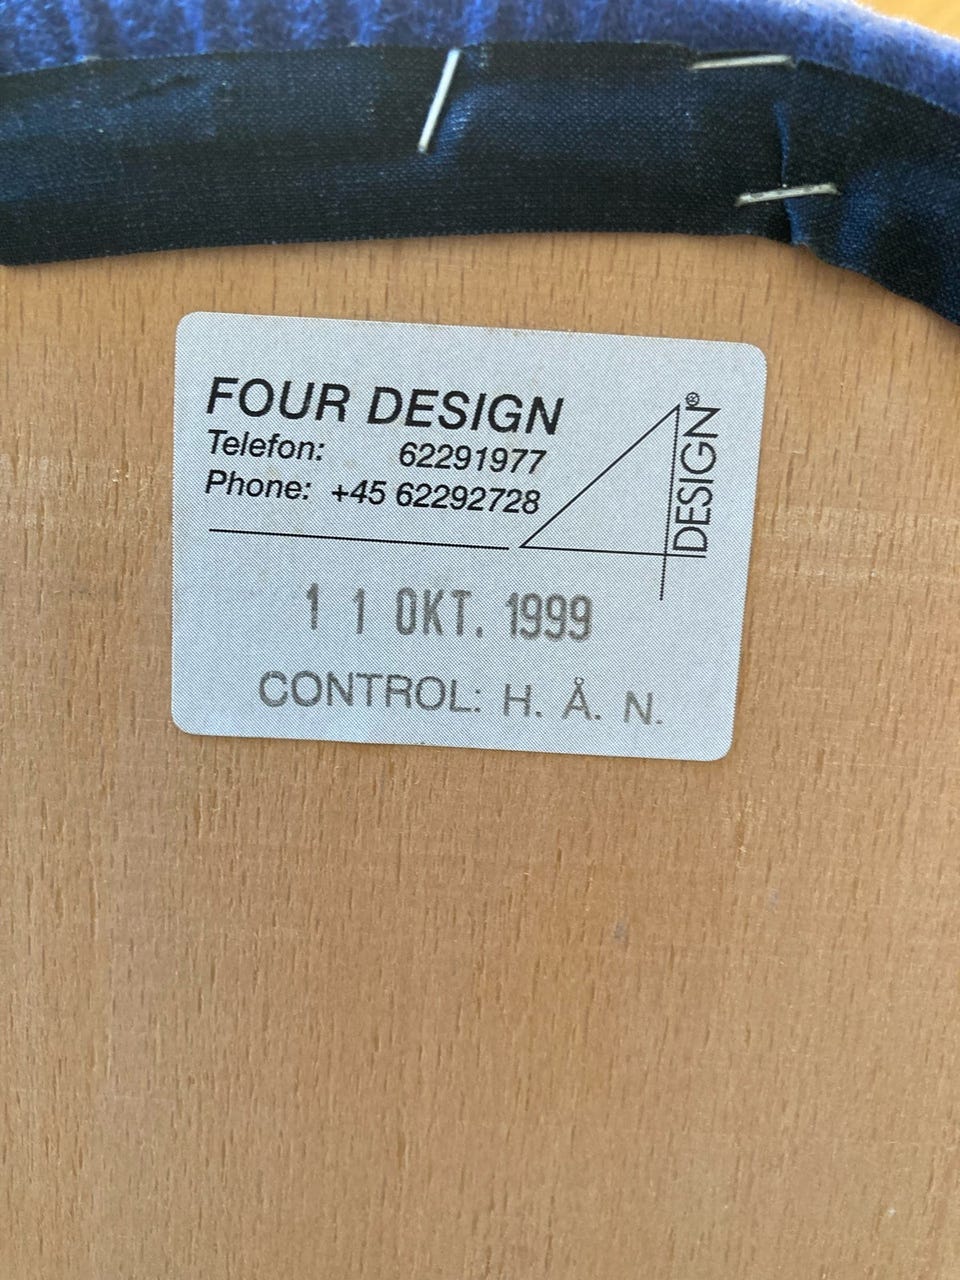 FOUR DESIGN
Telefon: 62291977
Phone: +45 62292728
DESIGN®
1 1 OKT. 1999
CONTROL: H. Å. N.